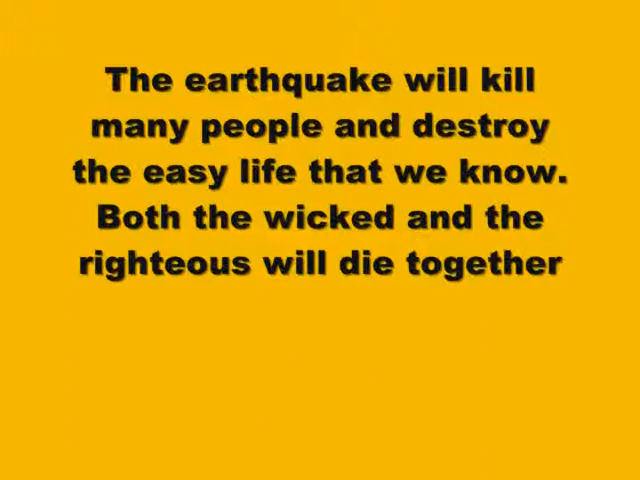 The earthquake will kill
many people and destroy
the easy life that we know.
Both the wicked and the
righteous will die together